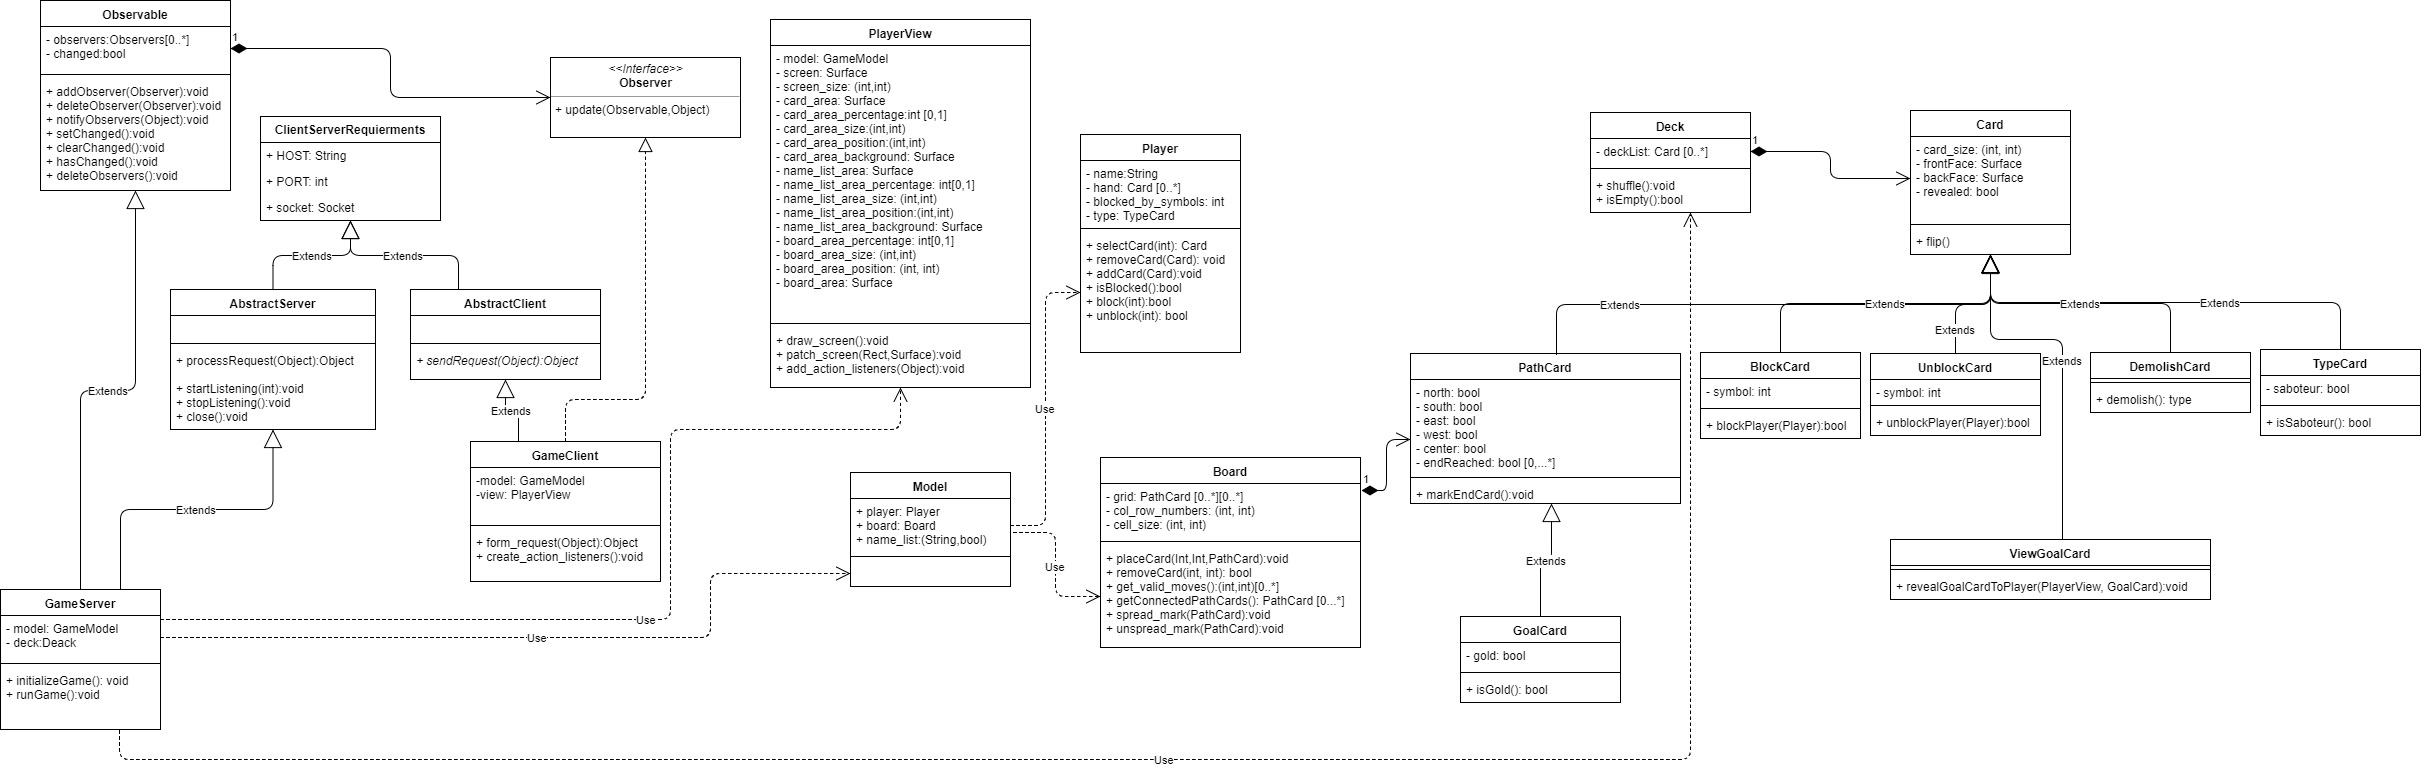 Observable
- observers:Observers[0..*]
- changed:bool
+ addObserver(Observer):void
+ deleteObserver(Observer):void
+ notifyObservers(Object):void
+ setChanged():void
+ clearChanged():void
+ hasChanged():void
+ deleteObservers():void
1
<<Interface>>
Observer
+ update(Observable,Object)
ClientServerRequierments
+ HOST: String
+ PORT: int
+ socket: Socket
Extends
Extends
AbstractServer
+ processRequest(Object):Object
+ startListening(int):void
+ stopListening():void
+ close():void
AbstractClient
+ sendRequest(Object):Object
Extends
Extends
Extends
GameClient
-model: GameModel
-view: PlayerView
+ form_request(Object):Object
+ create_action_listeners():void
GameServer
- model: GameModel
- deck:Deack
+ initializeGame(): void
+ runGame():void
Use
Use
Use
PlayerView
- model: GameModel
- screen: Surface
- screen_size: (int,int)
- card_area: Surface
- card_area_percentage:int [0,1]
- card_area_size:(int,int)
- card_area_position:(int,int)
- card_area_background: Surface
- name_list_area: Surface
- name_list_area_percentage: int[0,1]
- name_list_area_size: (int,int)
- name_list_area_position:(int,int)
- name_list_area_background: Surface
- board_area_percentage: int[0,1]
- board_area_size: (int,int)
- board_area_position: (int, int)
- board_area: Surface
+ draw_screen():void
+ patch_screen(Rect,Surface):void
+ add_action_listeners(Object):void
Model
+ player: Player
+ board: Board
+ name_list:(String,bool)
Use
Use
Player
- name:String
- hand: Card [0..*]
- blocked_by_symbols: int
- type: TypeCard
+ selectCard(int): Card
+ removeCard(Card): void
+ addCard(Card):void
+ isBlocked():bool
+ block(int):bool
+ unblock(int): bool
Board
- grid: PathCard [0..*][0..*]
- col_row_numbers: (int, int)
- cell_size: (int, int)
+ placeCard(Int,Int,PathCard):void
+ removeCard(int, int): bool
+ get_valid_moves():(int,int)[0..*]
+ getConnectedPathCards(): PathCard [0...*]
+ spread_mark(PathCard):void
+ unspread_mark(PathCard):void
1
Deck
- deckList: Card [0..*]
+ shuffle():void
+ isEmpty():bool
1
Card
- card_size: (int, int)
- frontFace: Surface
- backFace: Surface
- revealed: bool
+ flip()
Extends
Extends
Extends
Extends
Extends
Extends
PathCard
- north: bool
- south: bool
- east: bool
- west: bool
- center: bool
- endReached: bool [0,...*]
+ markEndCard():void
BlockCard
- symbol: int
+ blockPlayer(Player):bool
UnblockCard
- symbol: int
+ unblockPlayer(Player):bool
DemolishCard
+ demolish(): type
TypeCard
- saboteur: bool
+ isSaboteur(): bool
Extends
GoalCard
- gold: bool
+ isGold(): bool
ViewGoalCard
+ revealGoalCardToPlayer(PlayerView, GoalCard):void